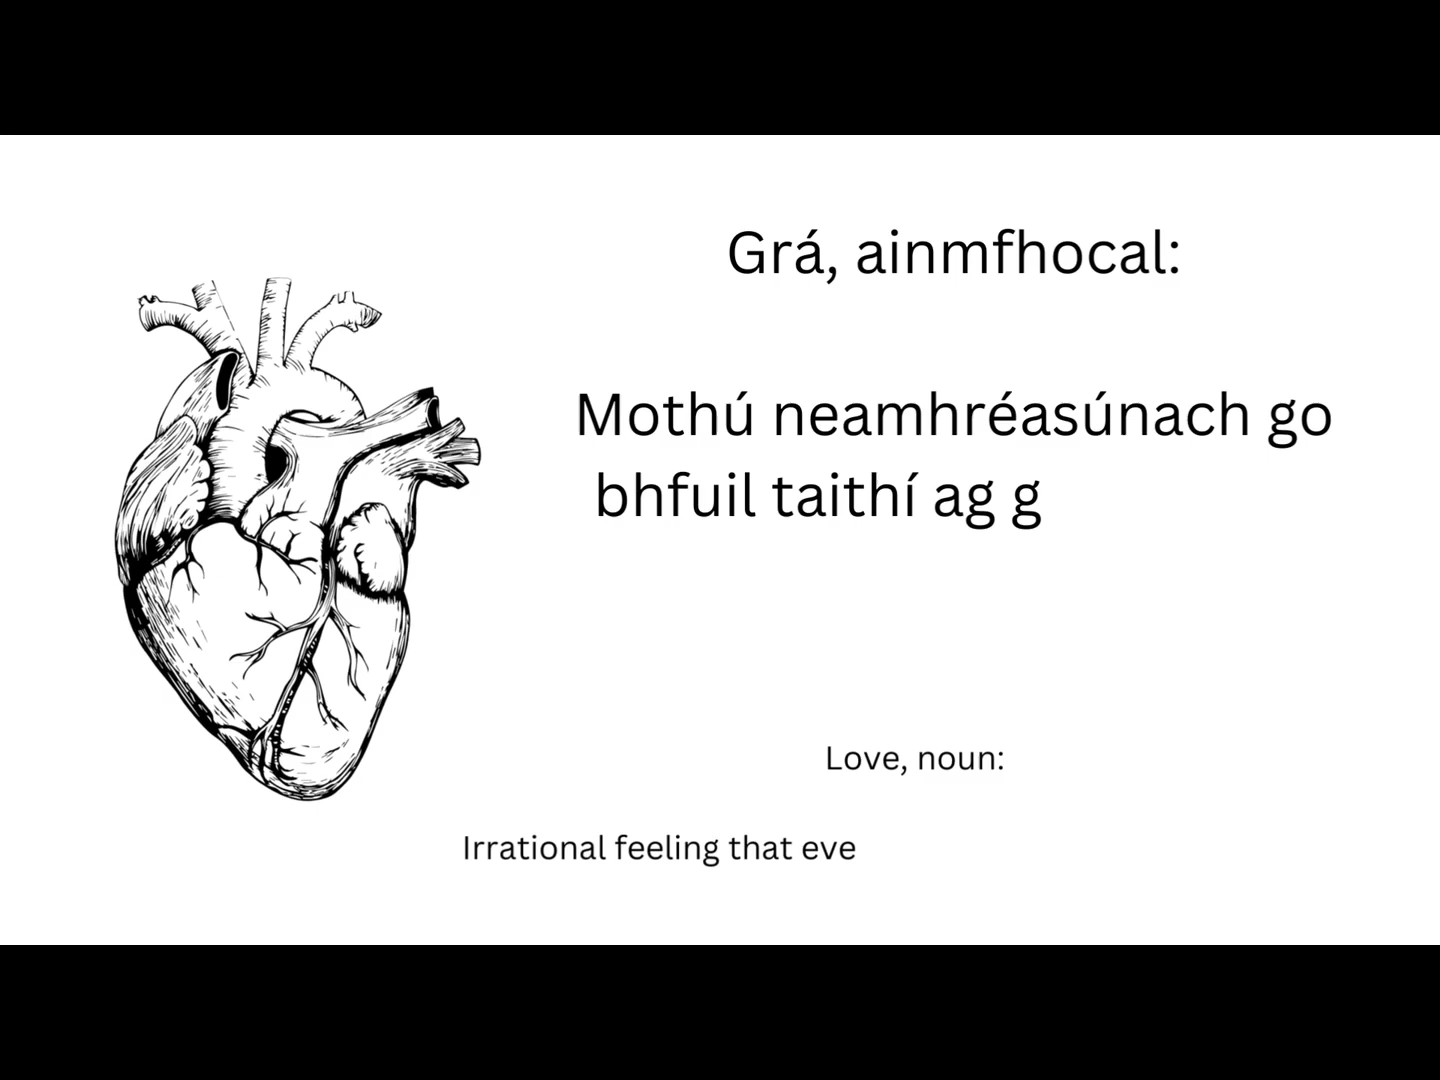 Grá, ainmfhocal:
Mothú neamhréasúnach go
bhfuil taithí ag g
Love, noun:
Irrational feeling that eve